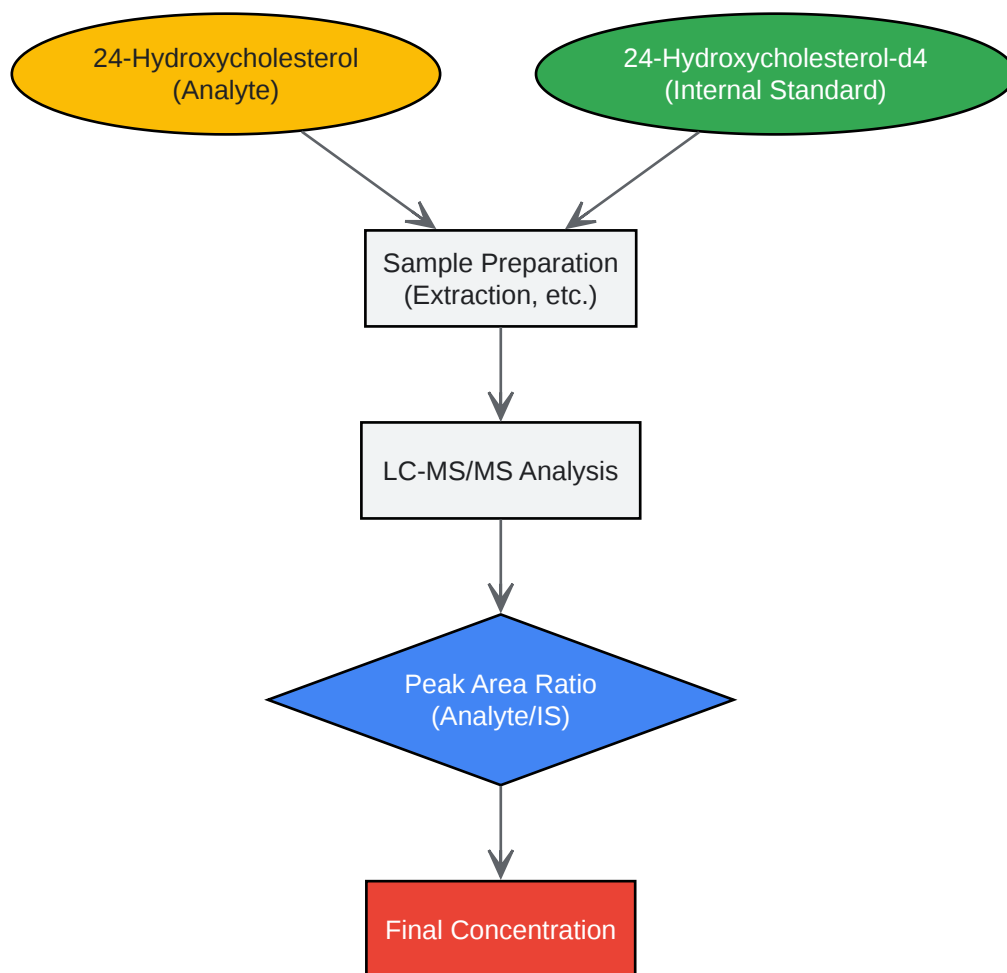 24-Hydroxycholesterol
(Analyte)
24-Hydroxycholesterol-d4
(Internal Standard)
Sample Preparation
(Extraction, etc.)
LC-MS/MS Analysis
Peak Area Ratio
(Analyte/IS)
Final Concentration